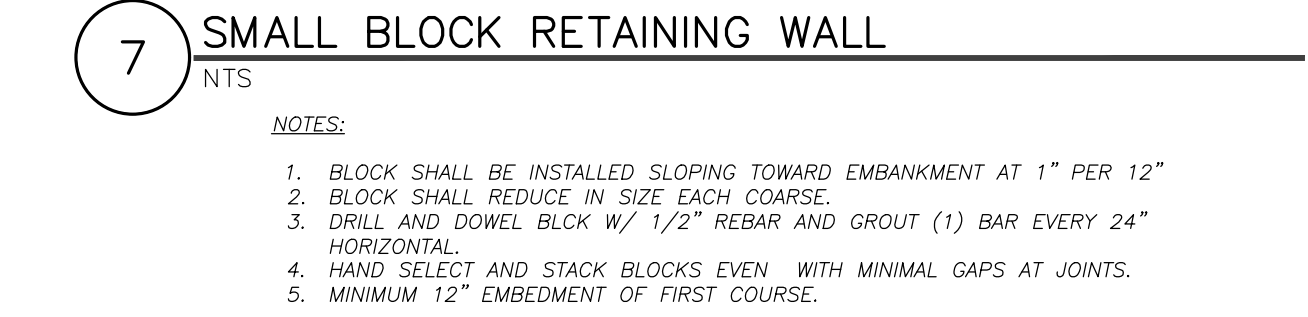 7
SMALL BLOCK RETAINING WALL
NTS
NOTES:
1. BLOCK SHALL BE INSTALLED SLOPING TOWARD EMBANKMENT AT 1" PER 12"
2. BLOCK SHALL REDUCE IN SIZE EACH COARSE.
3. DRILL AND DOWEL BLCK W/ 1/2" REBAR AND GROUT (1) BAR EVERY 24"
HORIZONTAL.
4. HAND SELECT AND STACK BLOCKS EVEN WITH MINIMAL GAPS AT JOINTS.
5. MINIMUM 12" EMBEDMENT OF FIRST COURSE.